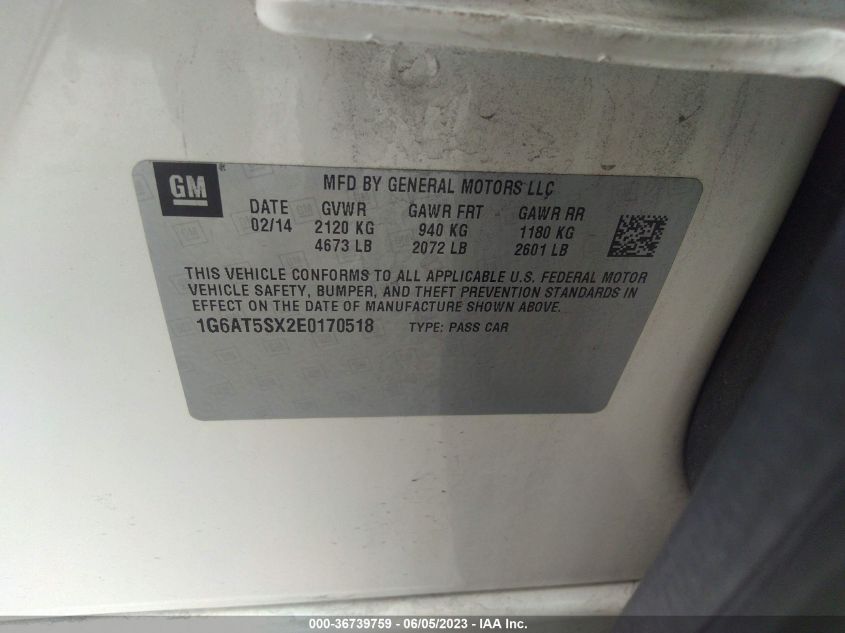 GM
MFD BY GENERAL MOTORS LLC
DATE GVWR GAWR FRT GAWR RR
02/14 2120 KG 940 KG 1180 KG
4673 LB 2072 LB 2601 LB
THIS VEHICLE CONFORMS TO ALL APPLICABLE U.S. FEDERAL MOTOR
VEHICLE SAFETY, BUMPER, AND THEFT PREVENTION STANDARDS IN
EFFECT ON THE DATE OF MANUFACTURE SHOWN ABOVE.
1G6AT5SX2E0170518 TYPE: PASS CAR
000-36739759 - 06/05/2023 - IAA Inc.